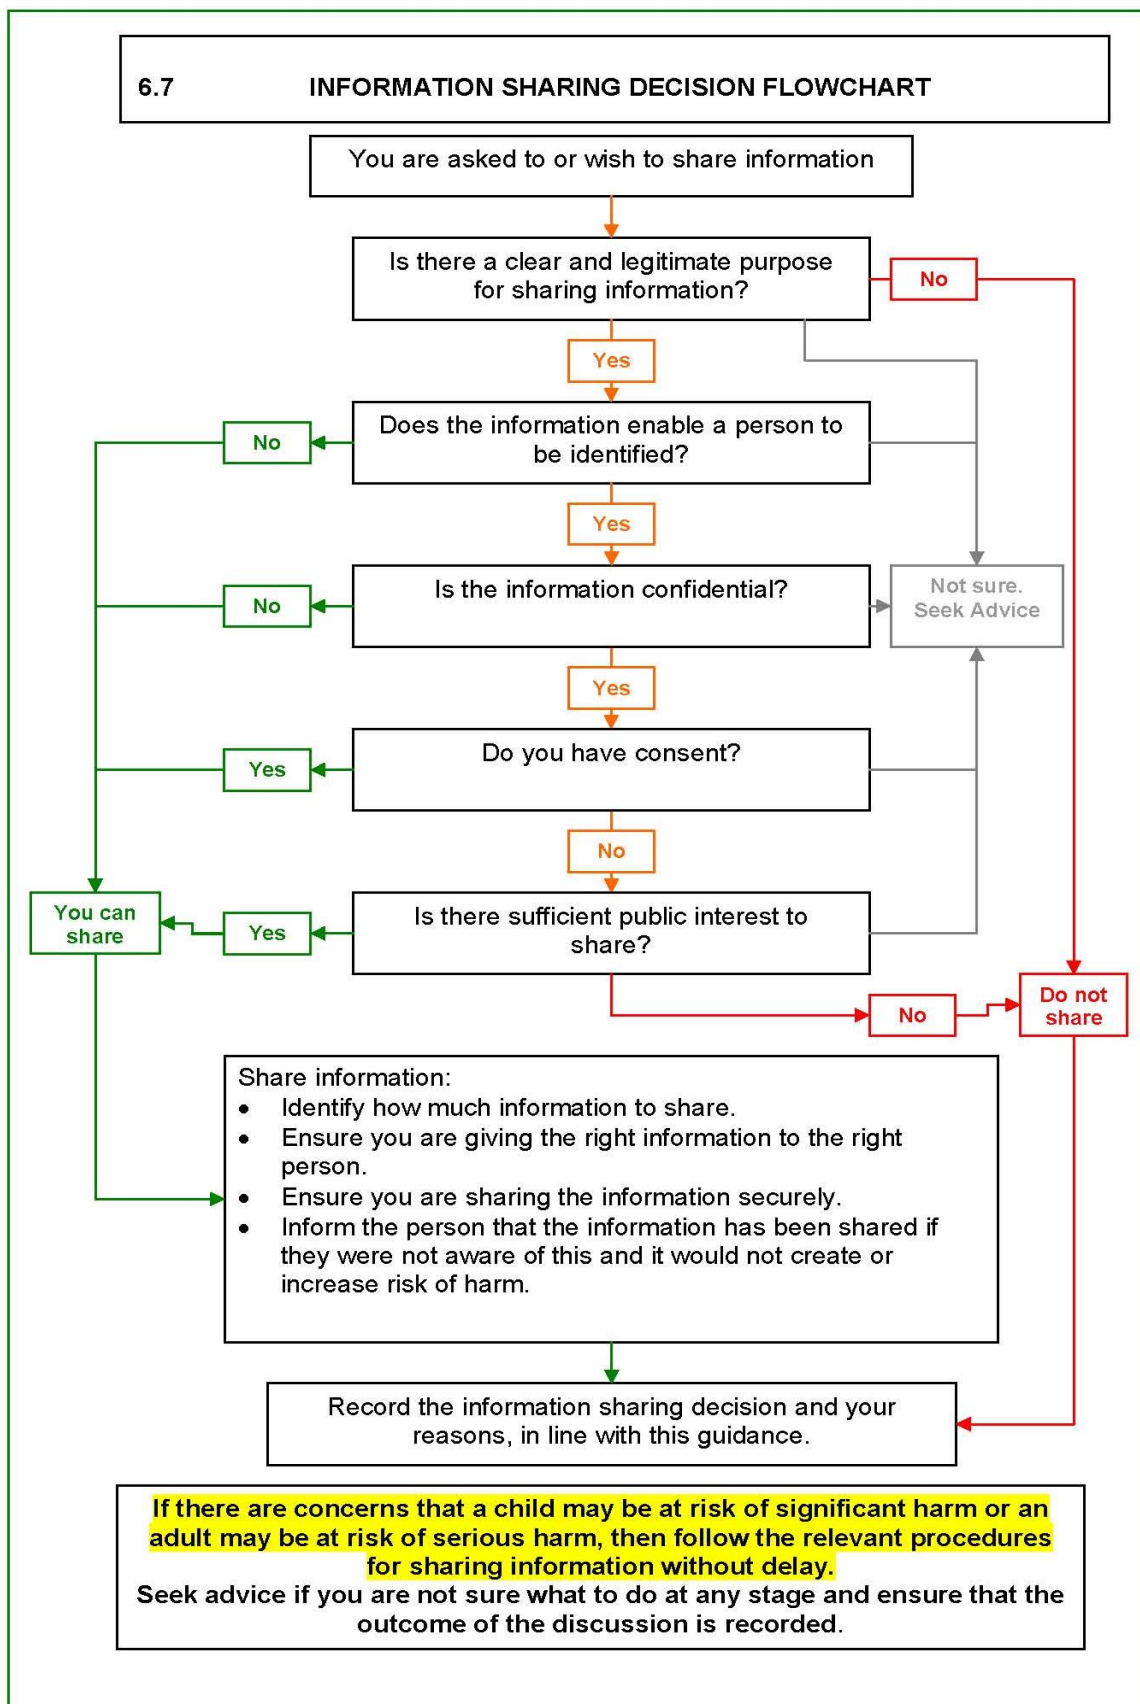 6.7 INFORMATION SHARING DECISION FLOWCHART
You are asked to or wish to share information
Is there a clear and legitimate purpose
for sharing information?
No
Yes
Does the information enable a person to
be identified?
No
Yes
Is the information confidential?
No
Not sure.
Seek Advice
Yes
Do you have consent?
Yes
No
You can
share
Yes
Is there sufficient public interest to
share?
No
Do not
share
Share information:
• Identify how much information to share.
• Ensure you are giving the right information to the right
person.
• Ensure you are sharing the information securely.
• Inform the person that the information has been shared if
they were not aware of this and it would not create or
increase risk of harm.
Record the information sharing decision and your
reasons, in line with this guidance.
If there are concerns that a child may be at risk of significant harm or an
adult may be at risk of serious harm, then follow the relevant procedures
for sharing information without delay.
Seek advice if you are not sure what to do at any stage and ensure that the
outcome of the discussion is recorded.